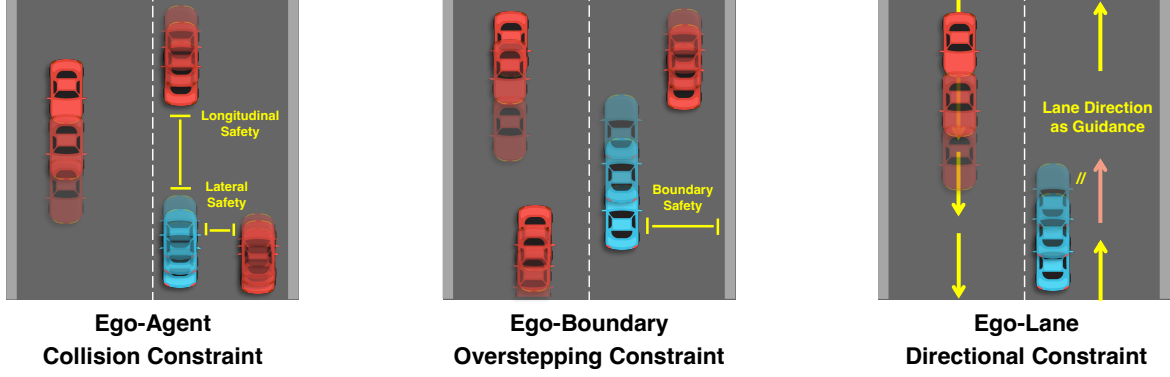 Longitudinal
Safety
Lateral
Safety
Ego-Agent
Collision Constraint
Boundary
Safety
Ego-Boundary
Overstepping Constraint
Lane Direction
as Guidance
//
Ego-Lane
Directional Constraint